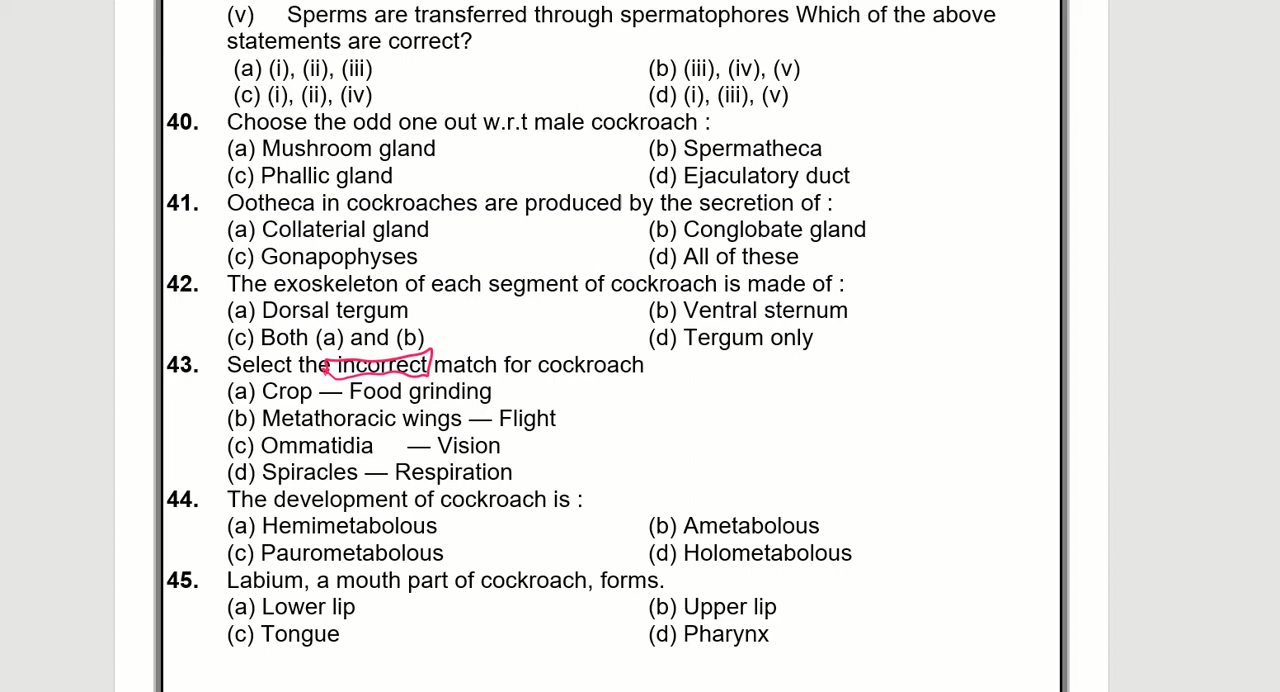 (v) Sperms are transferred through spermatophores Which of the above
statements are correct?
(a) (i), (ii), (iii) (b) (iii), (iv), (v)
(c) (i), (ii), (iv) (d) (i), (iii), (v)
40. Choose the odd one out w.r.t male cockroach :
(a) Mushroom gland (b) Spermatheca
(c) Phallic gland (d) Ejaculatory duct
41. Ootheca in cockroaches are produced by the secretion of :
(a) Collaterial gland (b) Conglobate gland
(c) Gonapophyses (d) All of these
42. The exoskeleton of each segment of cockroach is made of :
(a) Dorsal tergum (b) Ventral sternum
(c) Both (a) and (b) (d) Tergum only
43. Select the incorrect match for cockroach
(a) Crop — Food grinding
(b) Metathoracic wings — Flight
(c) Ommatidia — Vision
(d) Spiracles — Respiration
44. The development of cockroach is :
(a) Hemimetabolous (b) Ametabolous
(c) Paurometabolous (d) Holometabolous
45. Labium, a mouth part of cockroach, forms.
(a) Lower lip (b) Upper lip
(c) Tongue (d) Pharynx